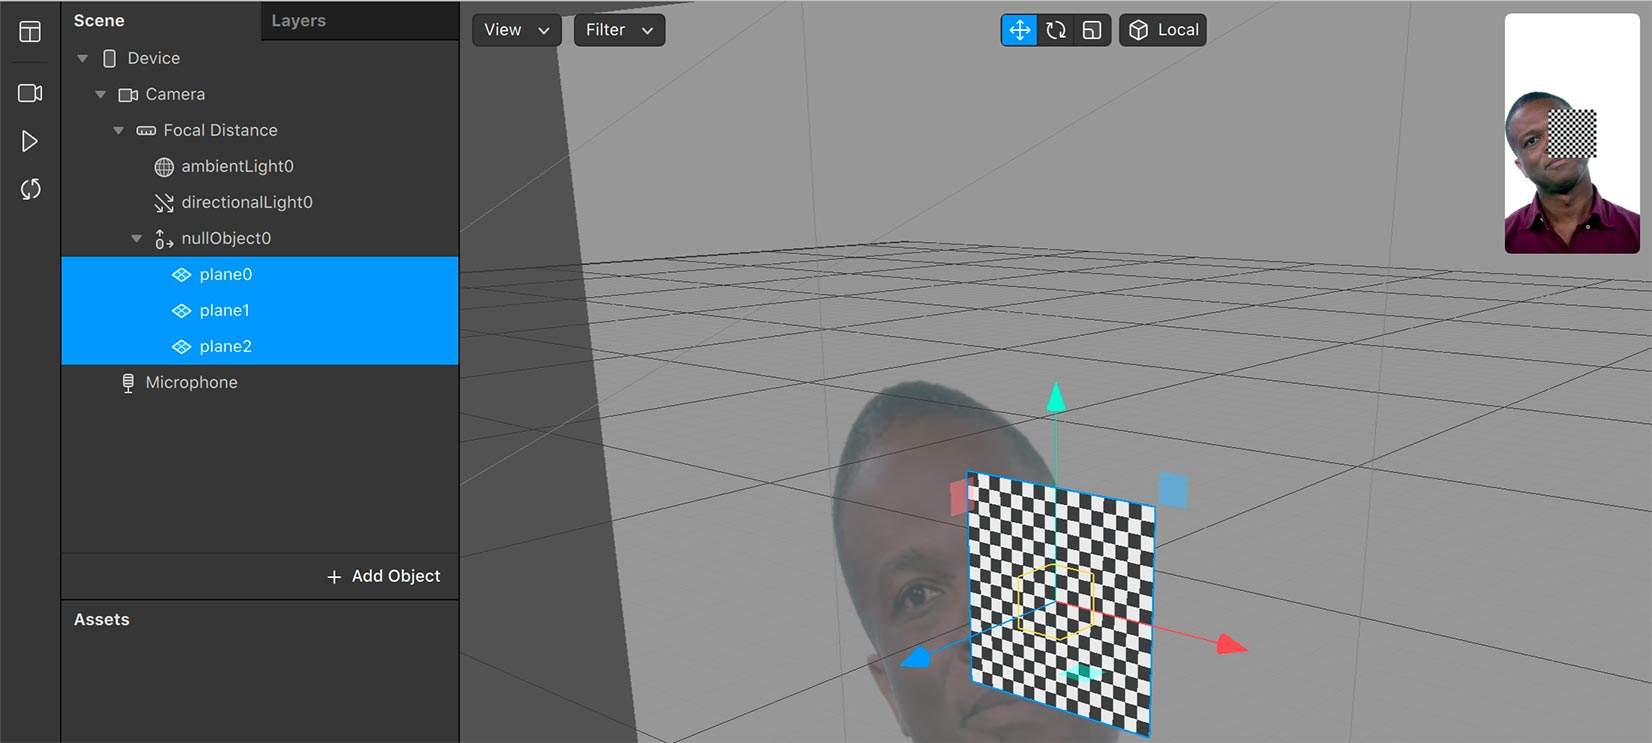 Scene
Layers
View
Filter
Local
Device
Camera
Focal Distance
ambientLight0
directionalLight0
nullObject0
plane0
plane1
plane2
Microphone
+ Add Object
Assets